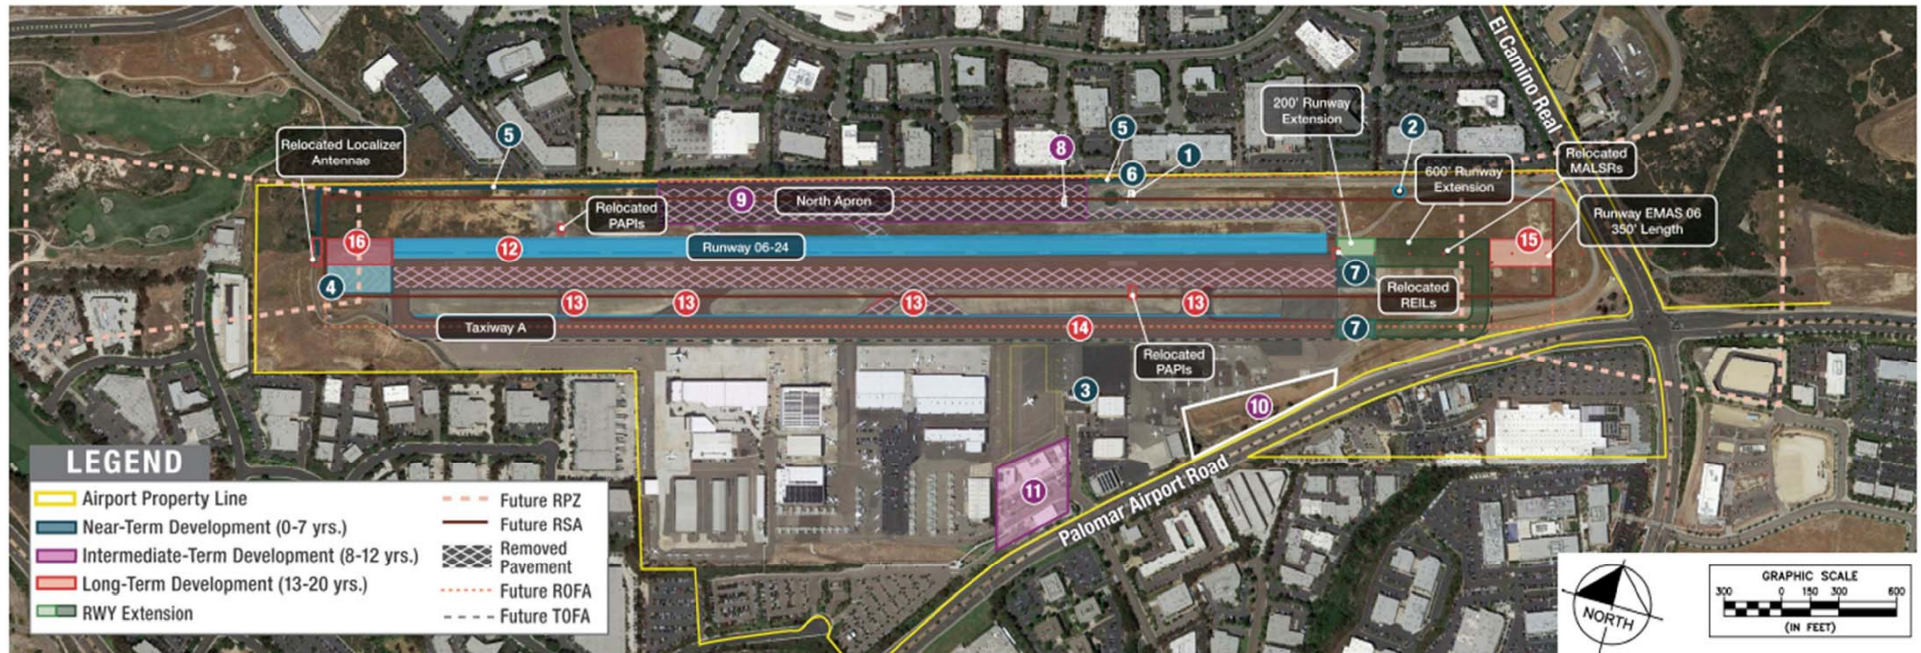 El Camino Real
200' Runway
Extension
2
5
8
5
1
6
Relocated Localizer
Antennae
Relocated
MALSRs
600' Runway
Extension
9
North Apron
Relocated
PAPIs
Runway EMAS 06
350' Length
16
12
Runway 06-24
15
4
7
Relocated
REILs
13
13
13
13
Taxiway A
14
7
Relocated
PAPIs
3
10
11
Palomar Airport Road
LEGEND
Airport Property Line
Near-Term Development (0-7 yrs.)
Intermediate-Term Development (8-12 yrs.)
Long-Term Development (13-20 yrs.)
RWY Extension
Future RPZ
Future RSA
Removed
Pavement
Future ROFA
Future TOFA
NORTH
GRAPHIC SCALE
300 0 150 300 600
(IN FEET)